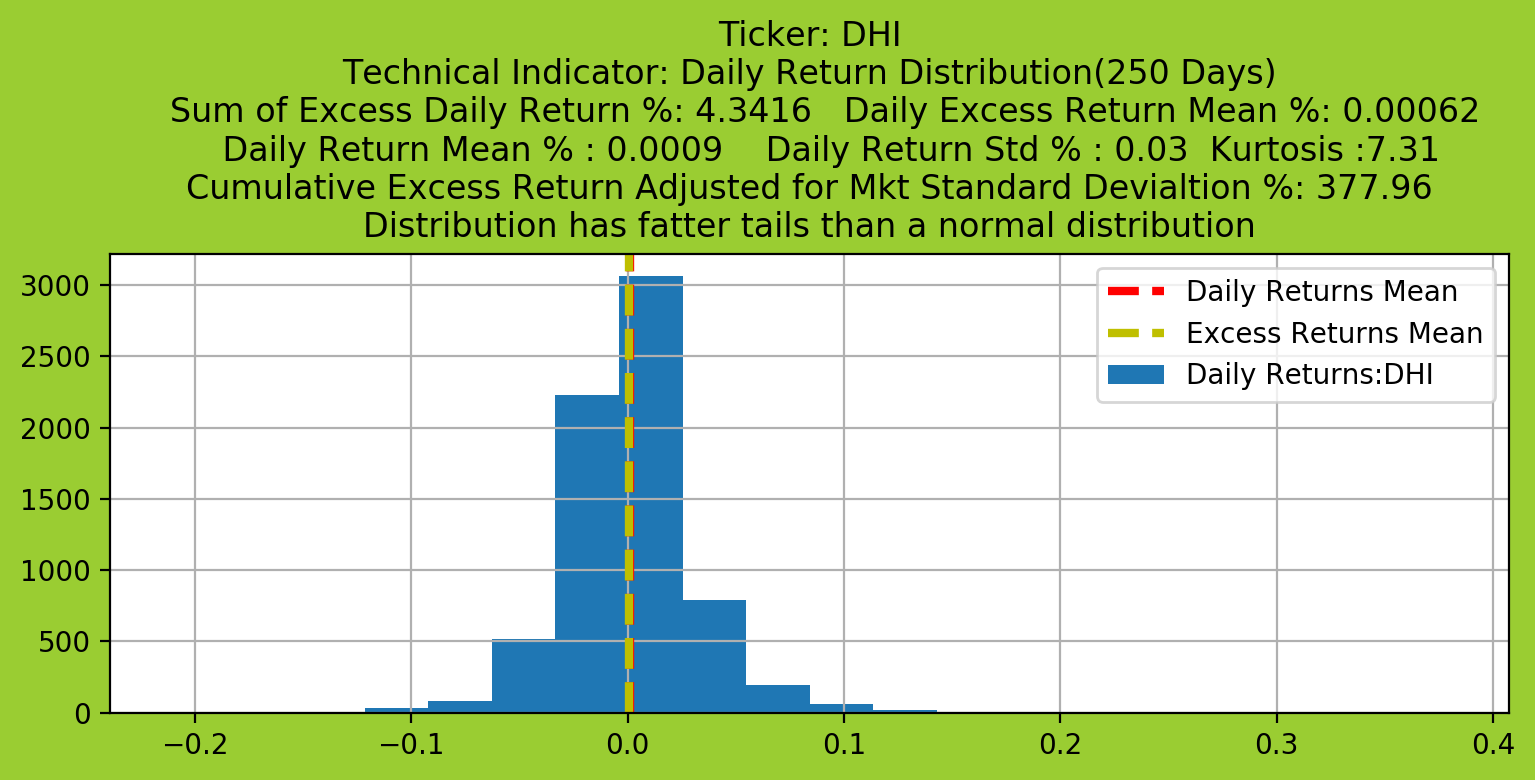 Ticker: DHI
Technical Indicator: Daily Return Distribution(250 Days)
Sum of Excess Daily Return %: 4.3416   Daily Excess Return Mean %: 0.00062
Daily Return Mean % : 0.0009    Daily Return Std % : 0.03  Kurtosis :7.31
Cumulative Excess Return Adjusted for Mkt Standard Devialtion %: 377.96
Distribution has fatter tails than a normal distribution
3000
2500
2000
1500
1000
500
0
Daily Returns Mean
Excess Returns Mean
Daily Returns:DHI
−0.2 −0.1 0.0 0.1 0.2 0.3 0.4